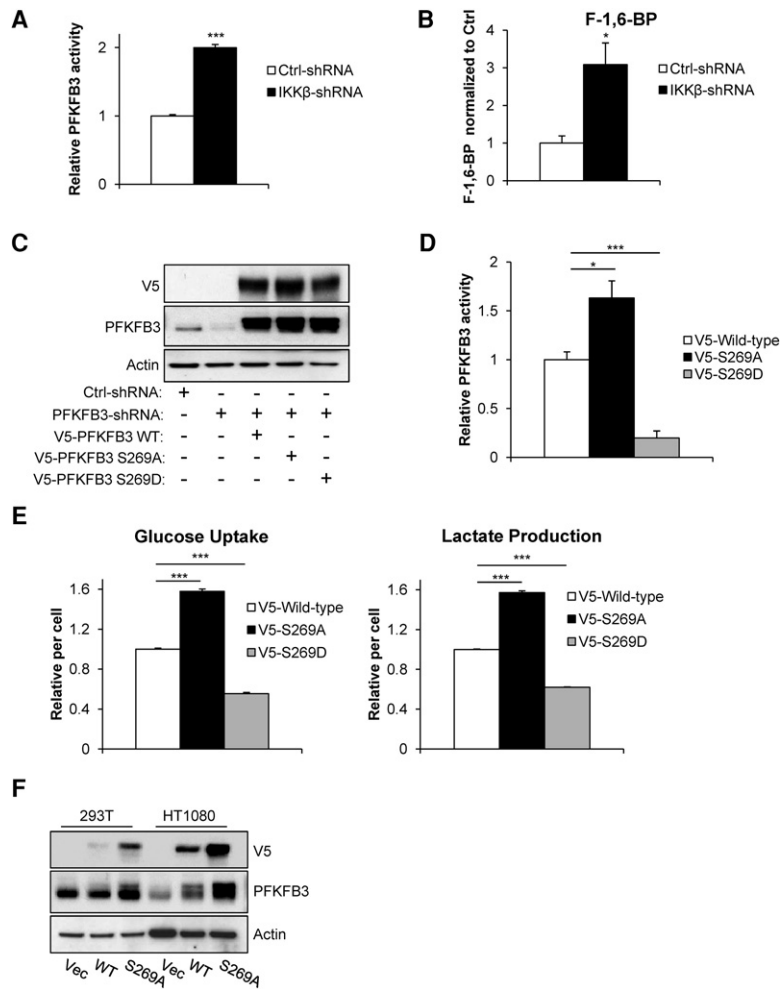 A
Relative PFKFB3 activity
2
1
0
***
Ctrl-shRNA
IKKβ-shRNA
B
F-1,6-BP
F-1,6-BP normalized to Ctrl
5
4
3
2
1
0
*
Ctrl-shRNA
IKKβ-shRNA
C
V5
PFKFB3
Actin
Ctrl-shRNA: + - - - -
PFKFB3-shRNA: - + + + +
V5-PFKFB3 WT: - - + - -
V5-PFKFB3 S269A: - - - + -
V5-PFKFB3 S269D: - - - - +
D
Relative PFKFB3 activity
2
1.5
1
0.5
0
***
*
V5-Wild-type
V5-S269A
V5-S269D
E
Glucose Uptake
Relative per cell
1.6
1.2
0.8
0.4
0
***
***
V5-Wild-type
V5-S269A
V5-S269D
Lactate Production
Relative per cell
1.6
1.2
0.8
0.4
0
***
***
V5-Wild-type
V5-S269A
V5-S269D
F
293T HT1080
V5
PFKFB3
Actin
Vec WT S269A Vec WT S269A